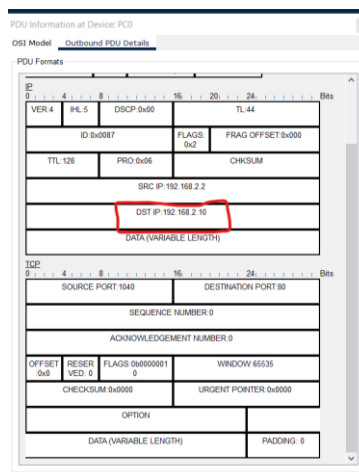 PDU Information at Device: PC0
OSI Model Outbound PDU Details
PDU Formats
IP
0 4 8 16 20 24 Bits
VER:4 IHL:5 DSCP:0x00 TL:44
ID:0x0087 FLAGS: 0x2 FRAG OFFSET:0x000
TTL:128 PRO:0x06 CHKSUM
SRC IP:192.168.2.2
DST IP:192.168.2.10
DATA (VARIABLE LENGTH)
TCP
0 4 8 16 24 Bits
SOURCE PORT:1040 DESTINATION PORT:80
SEQUENCE NUMBER:0
ACKNOWLEDGEMENT NUMBER:0
OFFSET :0x0 RESER VED: 0 FLAGS:0b0000001 0 WINDOW:65535
CHECKSUM:0x0000 URGENT POINTER:0x0000
OPTION
DATA (VARIABLE LENGTH) PADDING: 0